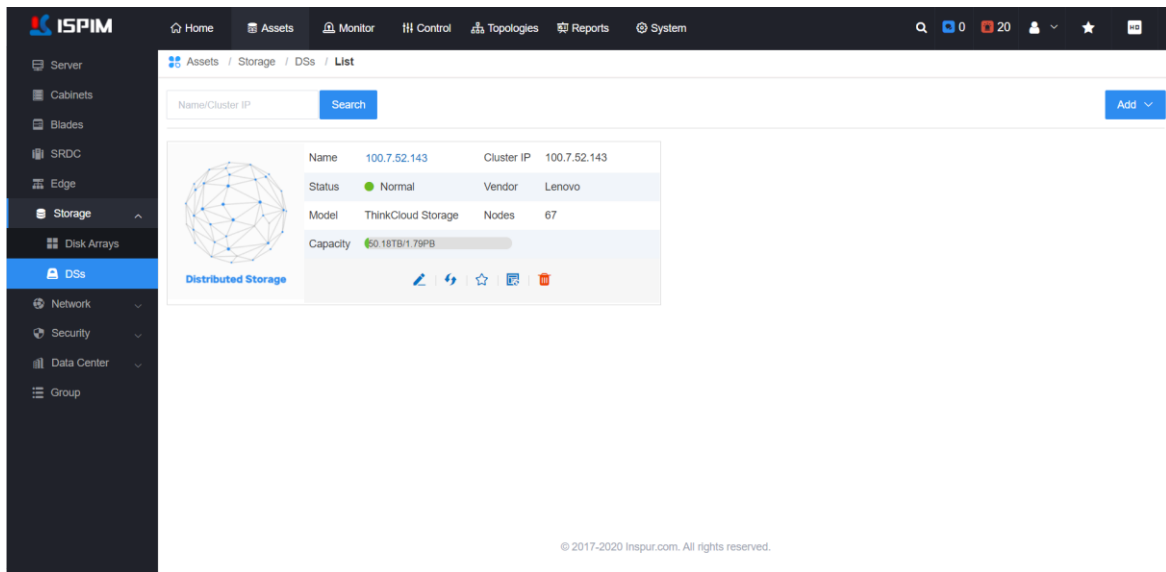 ISPIM Home Assets Monitor Control Topologies Reports System 0 20 HD
Server
Cabinets
Blades
SRDC
Edge
Storage
Disk Arrays
DSs
Network
Security
Data Center
Group
Assets / Storage / DSs / List
Name/Cluster IP Search Add
Name 100.7.52.143 Cluster IP 100.7.52.143
Status Normal Vendor Lenovo
Model ThinkCloud Storage Nodes 67
Capacity 50.18TB/1.79PB
Distributed Storage
© 2017-2020 Inspur.com. All rights reserved.